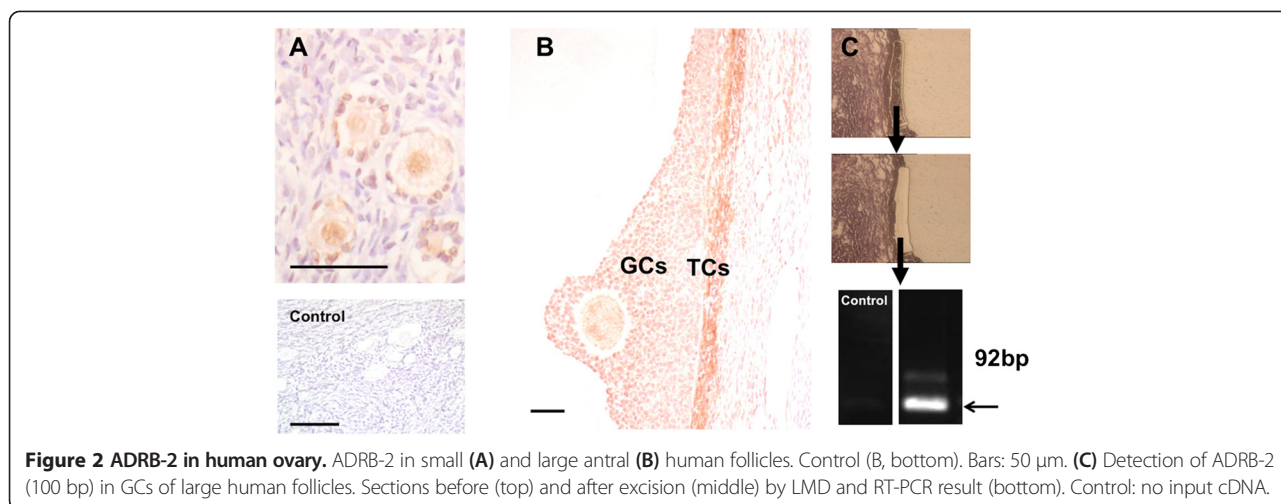 A
B
C
Control
GCs
TCs
Control
92bp
Figure 2 ADRB-2 in human ovary. ADRB-2 in small (A) and large antral (B) human follicles. Control (B, bottom). Bars: 50 μm. (C) Detection of ADRB-2
(100 bp) in GCs of large human follicles. Sections before (top) and after excision (middle) by LMD and RT-PCR result (bottom). Control: no input cDNA.